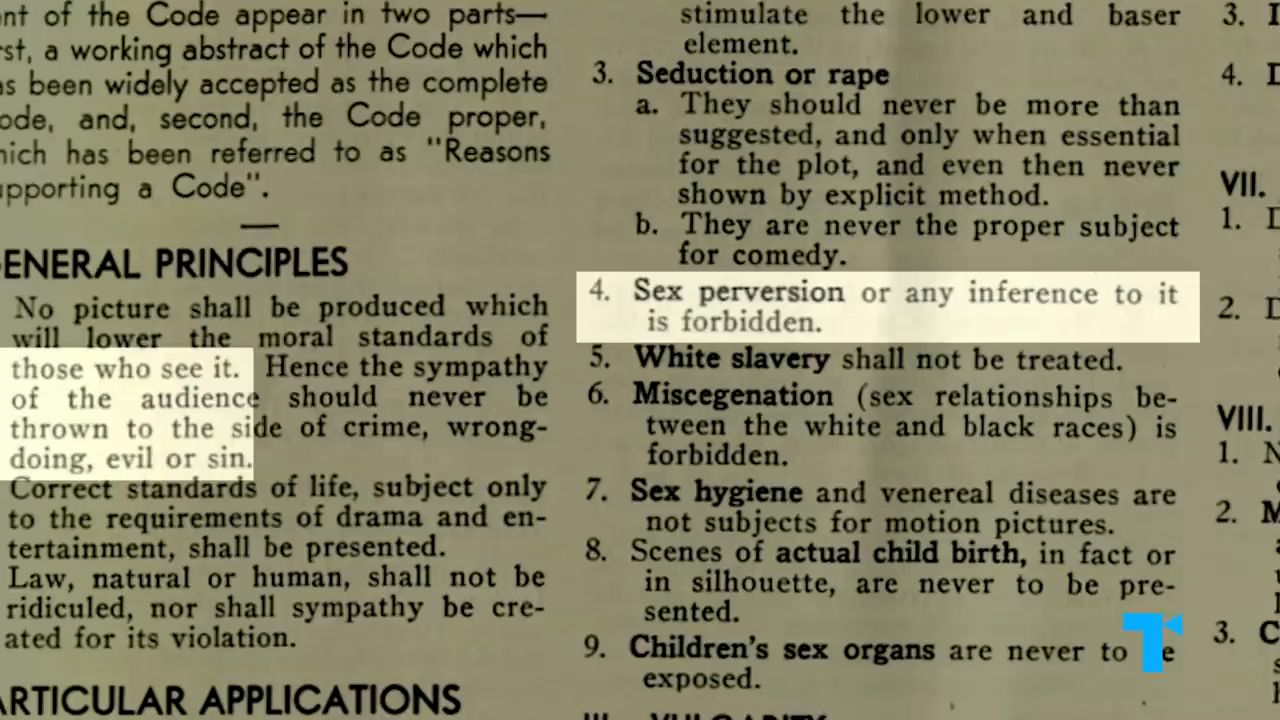 nt of the Code appear in two parts—
rst, a working abstract of the Code which
as been widely accepted as the complete
ode, and, second, the Code proper,
hich has been referred to as "Reasons
upporting a Code".
GENERAL PRINCIPLES
No picture shall be produced which
will lower the moral standards of
those who see it. Hence the sympathy
of the audience should never be
thrown to the side of crime, wrong-
doing, evil or sin.
Correct standards of life, subject only
to the requirements of drama and en-
tertainment, shall be presented.
Law, natural or human, shall not be
ridiculed, nor shall sympathy be cre-
ated for its violation.
PARTICULAR APPLICATIONS
stimulate the lower and baser
element.
3. Seduction or rape
a. They should never be more than
suggested, and only when essential
for the plot, and even then never
shown by explicit method.
b. They are never the proper subject
for comedy.
4. Sex perversion or any inference to it
is forbidden.
5. White slavery shall not be treated.
6. Miscegenation (sex relationships be-
tween the white and black races) is
forbidden.
7. Sex hygiene and venereal diseases are
not subjects for motion pictures.
8. Scenes of actual child birth, in fact or
in silhouette, are never to be pre-
sented.
9. Children's sex organs are never to be
exposed.
III. VULGARITY
3.
4.
VII.
1.
2.
VIII.
1.
2.
3.